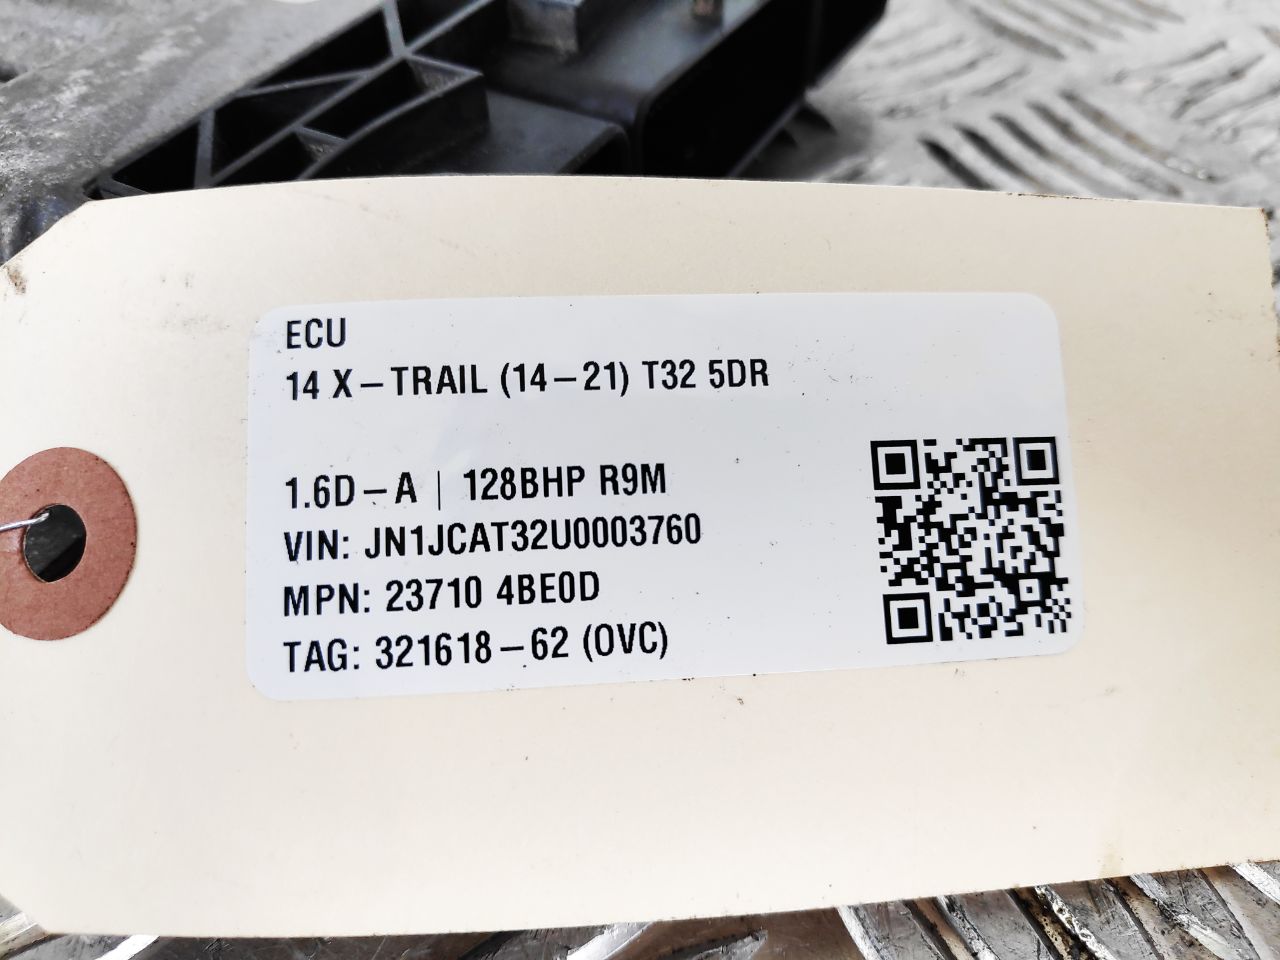 ECU
14 X-TRAIL (14-21) T32 5DR
1.6D-A | 128BHP R9M
VIN: JN1JCAT32U0003760
MPN: 23710 4BE0D
TAG: 321618-62 (OVC)